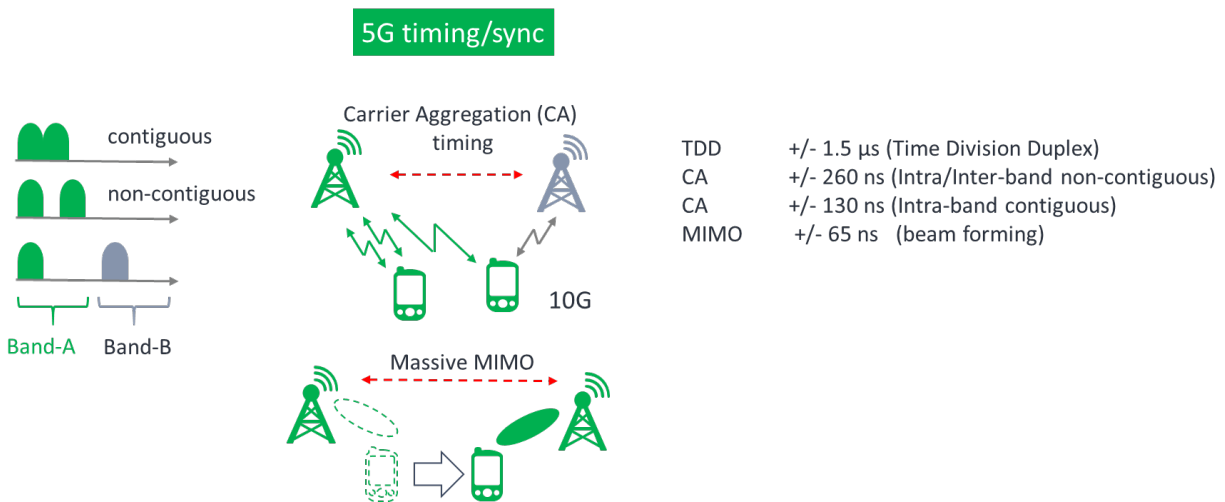 5G timing/sync
contiguous
non-contiguous
Band-A
Band-B
Carrier Aggregation (CA)
timing
10G
Massive MIMO
TDD +/- 1.5 µs (Time Division Duplex)
CA +/- 260 ns (Intra/Inter-band non-contiguous)
CA +/- 130 ns (Intra-band contiguous)
MIMO +/- 65 ns (beam forming)